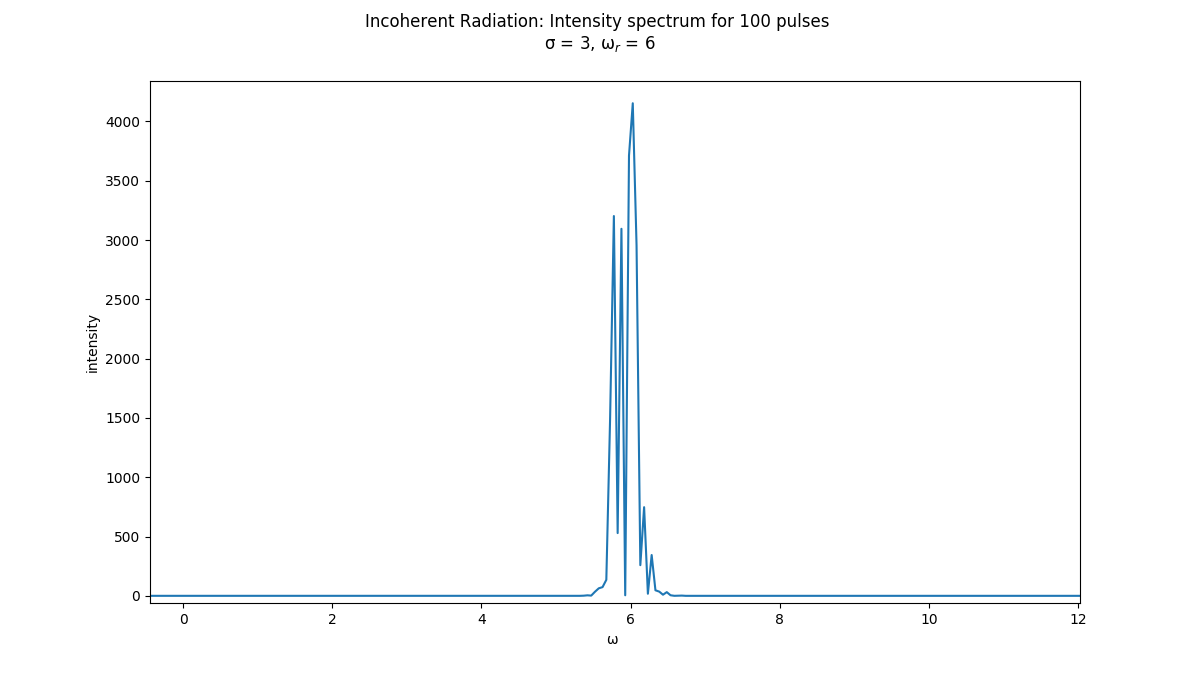 Incoherent Radiation: Intensity spectrum for 100 pulses
σ = 3, ωr = 6
4000
3500
3000
2500
2000
1500
1000
500
0
intensity
0 2 4 6 8 10 12
ω